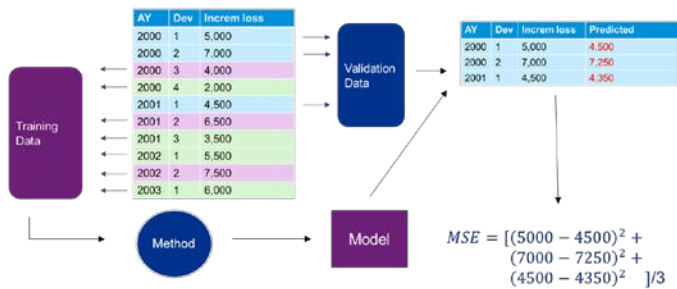 AY Dev Increm loss
2000 1 5,000
2000 2 7,000
2000 3 4,000
2000 4 2,000
2001 1 4,500
2001 2 6,500
2001 3 3,500
2002 1 5,500
2002 2 7,500
2003 1 6,000
Training
Data
Validation
Data
AY Dev Increm loss Predicted
2000 1 5,000 4,500
2000 2 7,000 7,250
2001 1 4,500 4,350
Method
Model
MSE = [(5000 − 4500)² +
(7000 − 7250)² +
(4500 − 4350)² ]/3